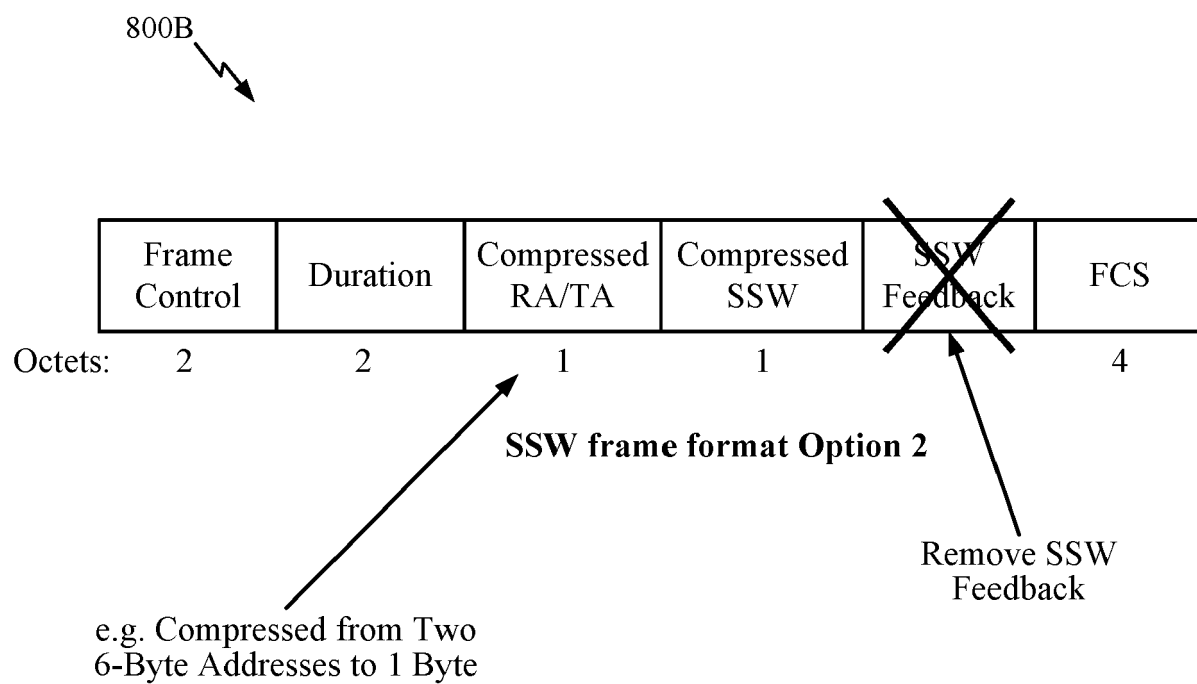 800B
Frame Control
Duration
Compressed RA/TA
Compressed SSW
SSW Feedback
FCS
Octets: 2 2 1 1 4
SSW frame format Option 2
Remove SSW
Feedback
e.g. Compressed from Two
6-Byte Addresses to 1 Byte